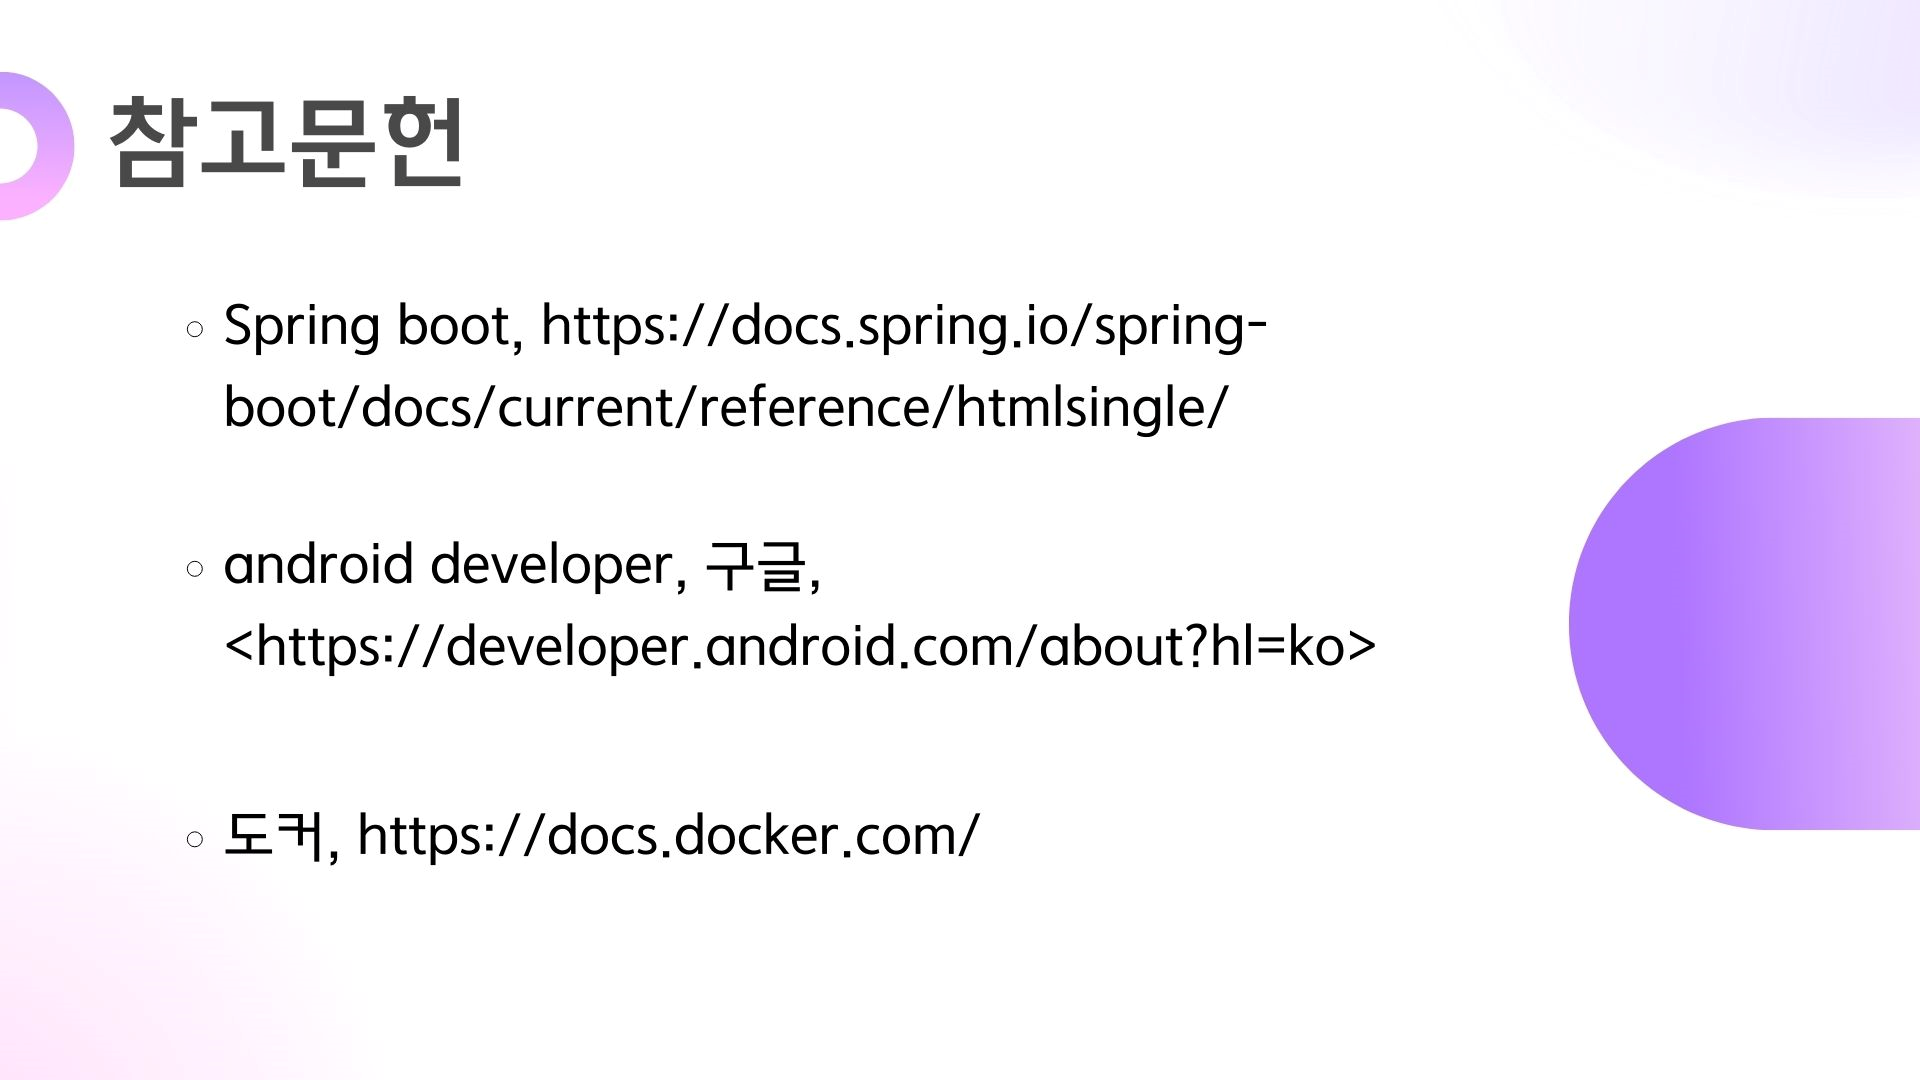 참고문헌
Spring boot, https://docs.spring.io/spring-
boot/docs/current/reference/htmlsingle/
android developer, 구글,
<https://developer.android.com/about?hl=ko>
도커, https://docs.docker.com/